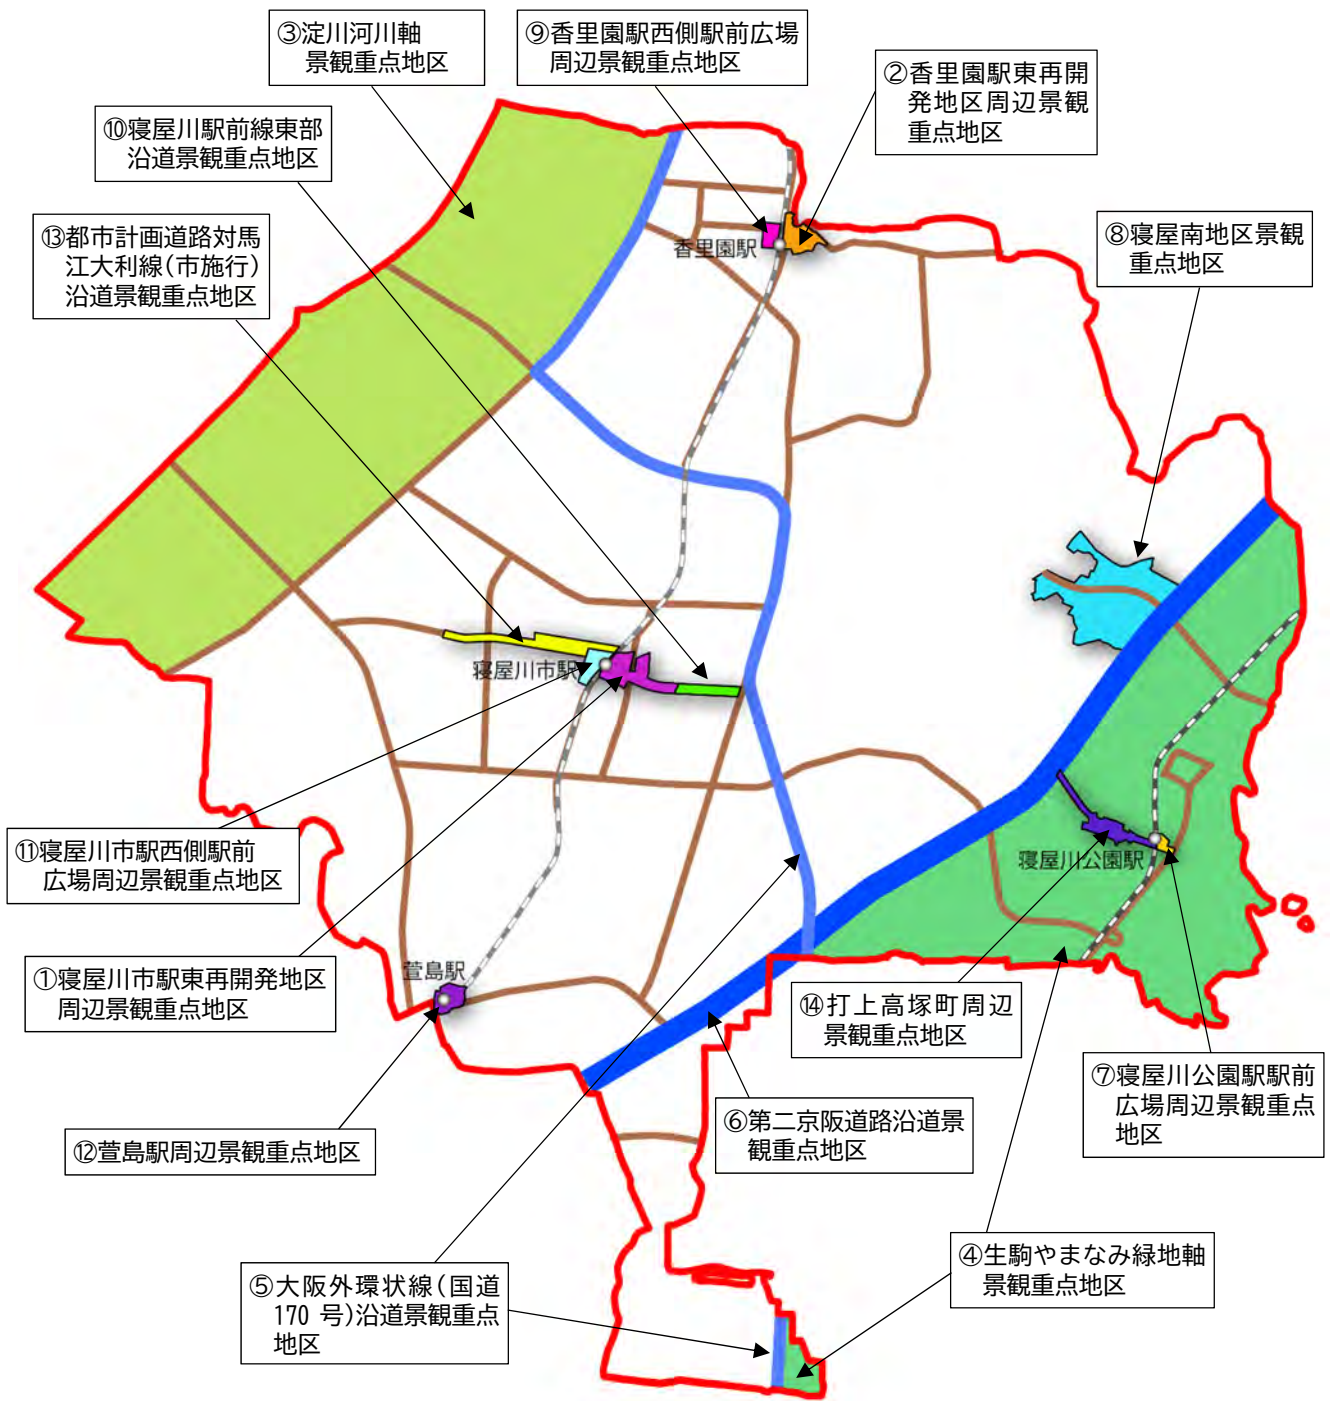 ③淀川河川軸
景観重点地区
⑨香里園駅西側駅前広場
周辺景観重点地区
②香里園駅東再開
発地区周辺景観
重点地区
⑩寝屋川駅前線東部
沿道景観重点地区
⑬都市計画道路対馬
江大利線(市施行)
沿道景観重点地区
⑧寝屋南地区景観
重点地区
香里園駅
寝屋川市駅
寝屋川公園駅
萱島駅
⑪寝屋川市駅西側駅前
広場周辺景観重点地区
①寝屋川市駅東再開発地区
周辺景観重点地区
⑭打上高塚町周辺
景観重点地区
⑦寝屋川公園駅駅前
広場周辺景観重点
地区
⑫萱島駅周辺景観重点地区
⑥第二京阪道路沿道景
観重点地区
⑤大阪外環状線(国道
170 号)沿道景観重点
地区
④生駒やまなみ緑地軸
景観重点地区